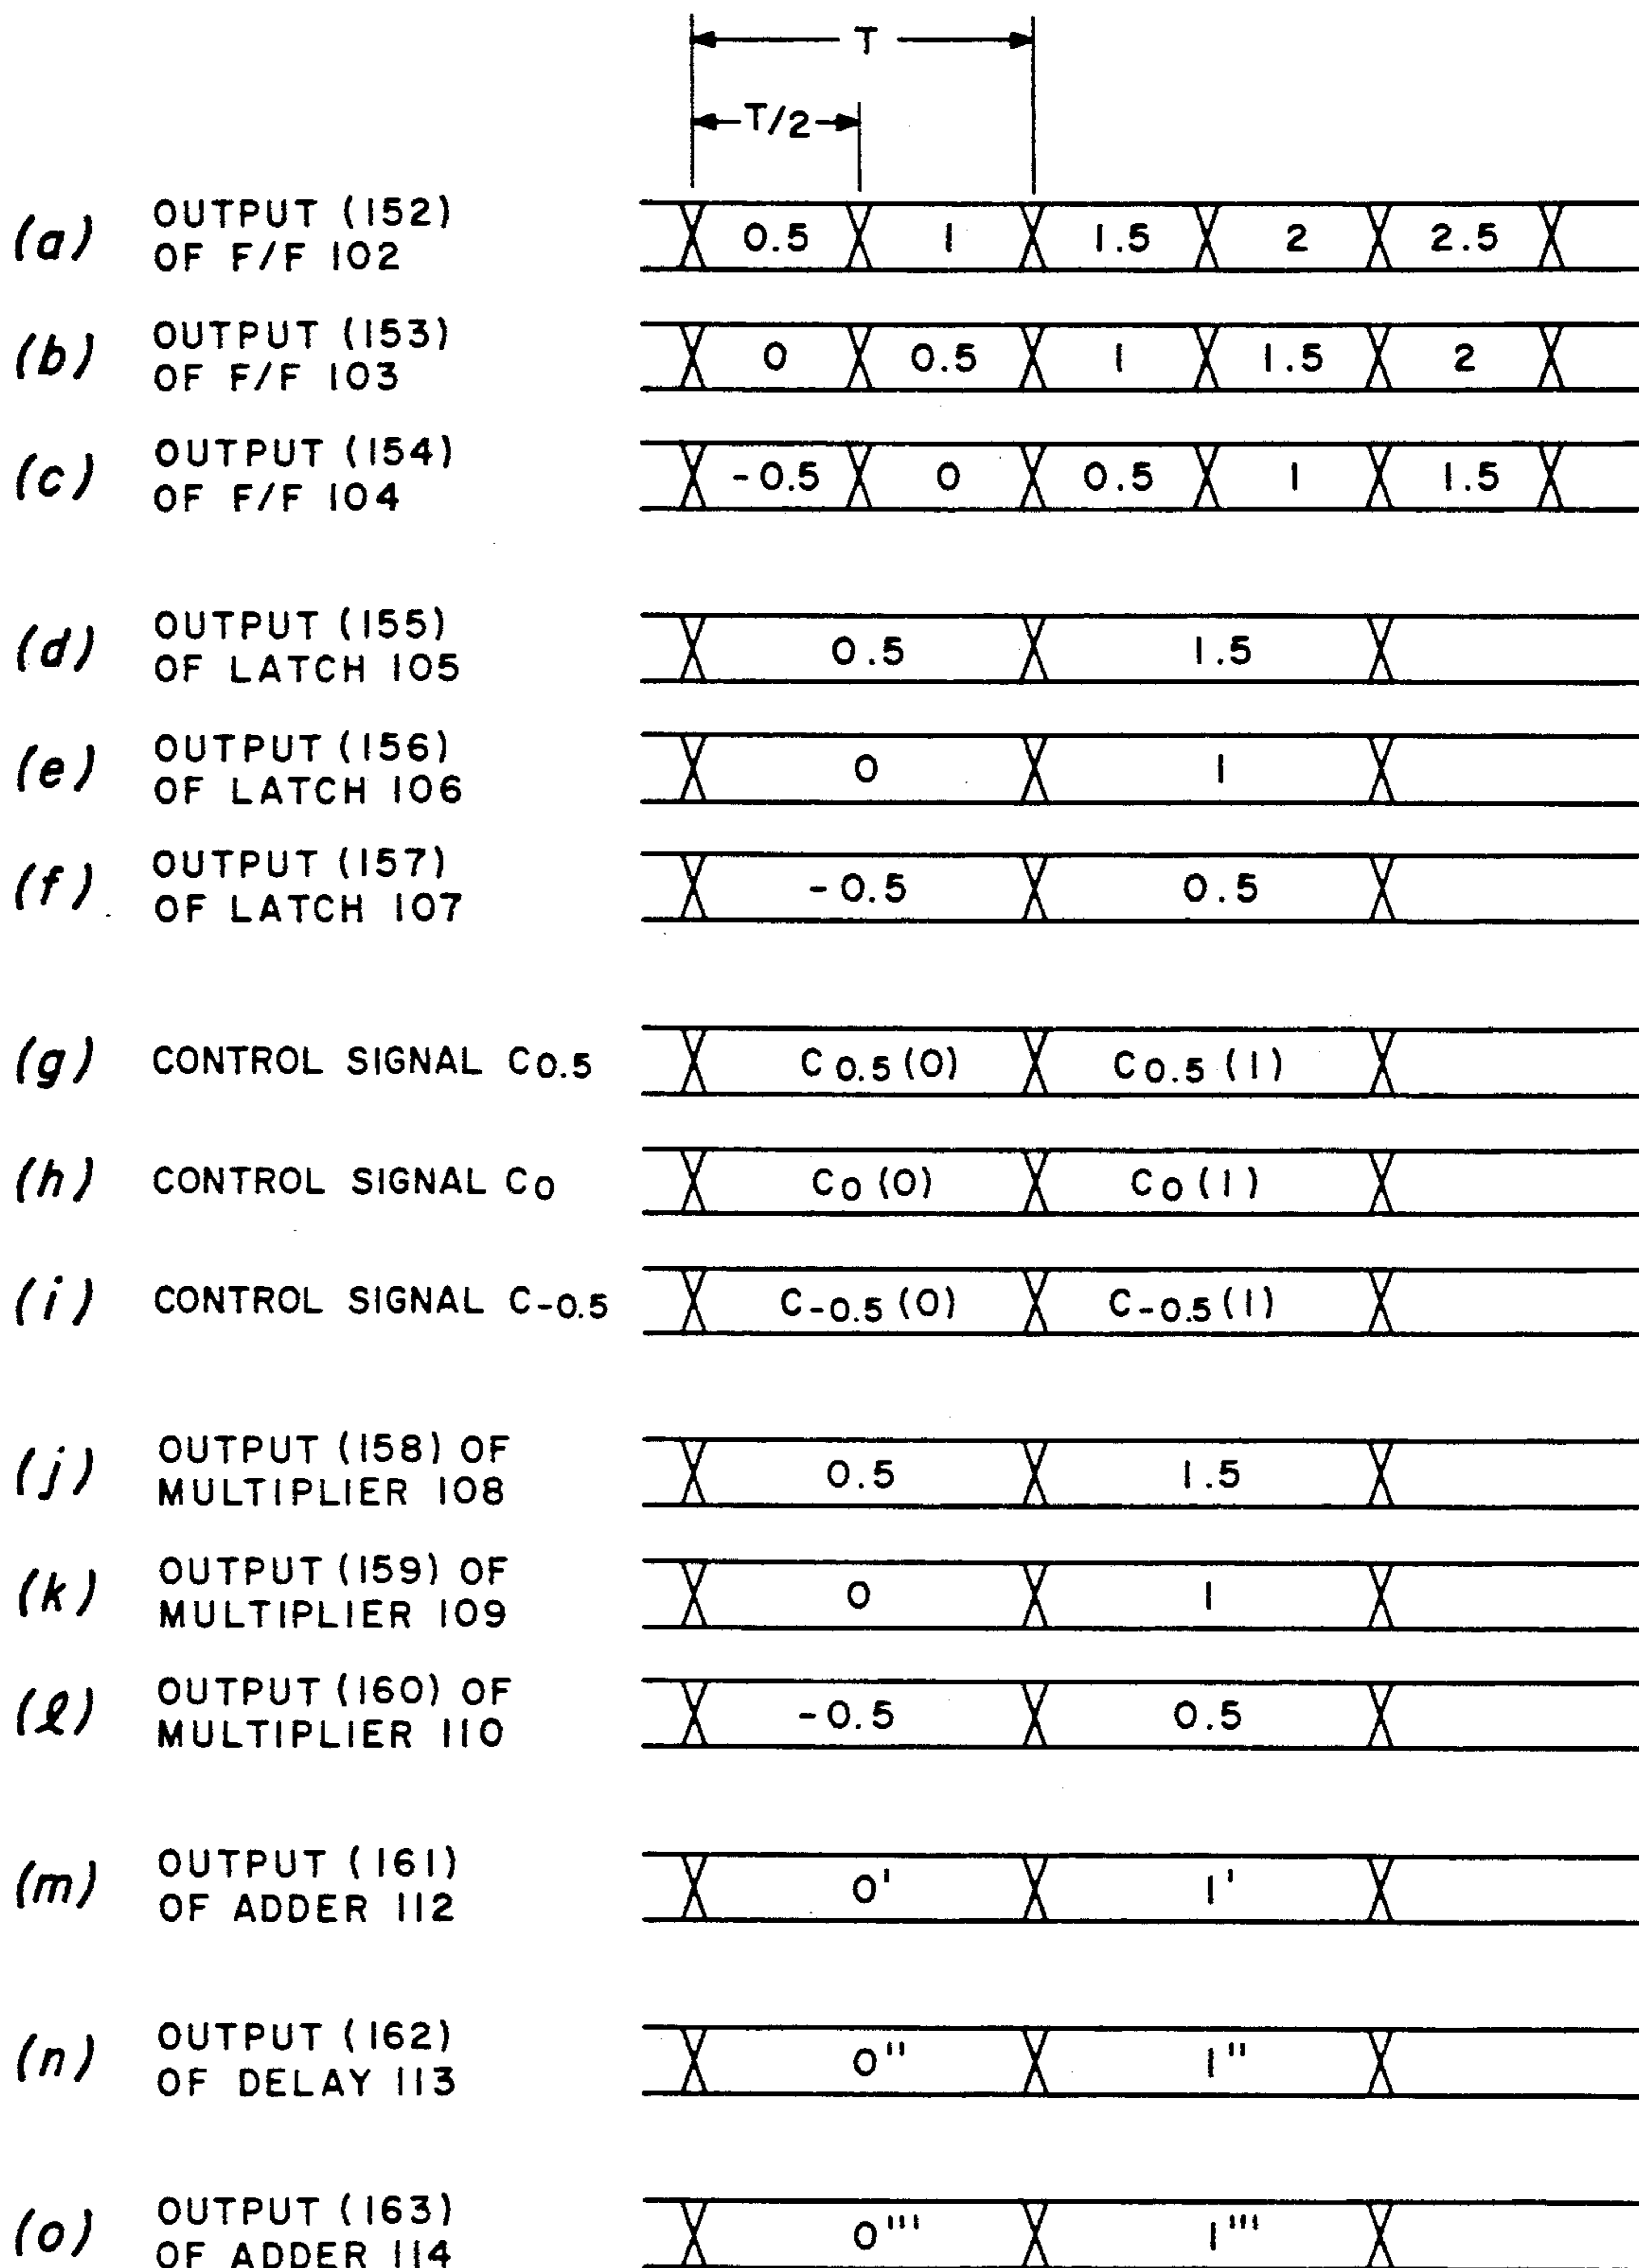 T
T/2
(a) OUTPUT (152)
OF F/F 102
0.5 1 1.5 2 2.5
(b) OUTPUT (153)
OF F/F 103
0 0.5 1 1.5 2
(c) OUTPUT (154)
OF F/F 104
-0.5 0 0.5 1 1.5
(d) OUTPUT (155)
OF LATCH 105
0.5 1.5
(e) OUTPUT (156)
OF LATCH 106
0 1
(f) OUTPUT (157)
OF LATCH 107
-0.5 0.5
(g) CONTROL SIGNAL C0.5 C0.5(0) C0.5(1)
(h) CONTROL SIGNAL C0 C0(0) C0(1)
(i) CONTROL SIGNAL C-0.5 C-0.5(0) C-0.5(1)
(j) OUTPUT (158) OF
MULTIPLIER 108
0.5 1.5
(k) OUTPUT (159) OF
MULTIPLIER 109
0 1
(l) OUTPUT (160) OF
MULTIPLIER 110
-0.5 0.5
(m) OUTPUT (161)
OF ADDER 112
0' 1'
(n) OUTPUT (162)
OF DELAY 113
0'' 1''
(o) OUTPUT (163)
OF ADDER 114
0''' 1'''